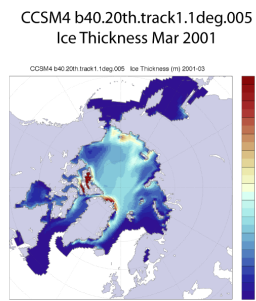 CCSM4 b40.20th.track1.1deg.005
Ice Thickness Mar 2001
CCSM4 b40.20th.track1.1deg.005 Ice Thickness (m) 2001-03